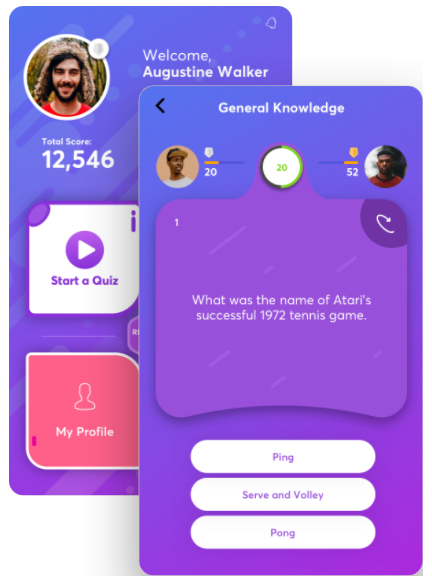 Welcome,
Augustine Walker
Total Score:
12,546
Start a Quiz
My Profile
General Knowledge
20
20
52
1
What was the name of Atari's
successful 1972 tennis game.
Ping
Serve and Volley
Pong